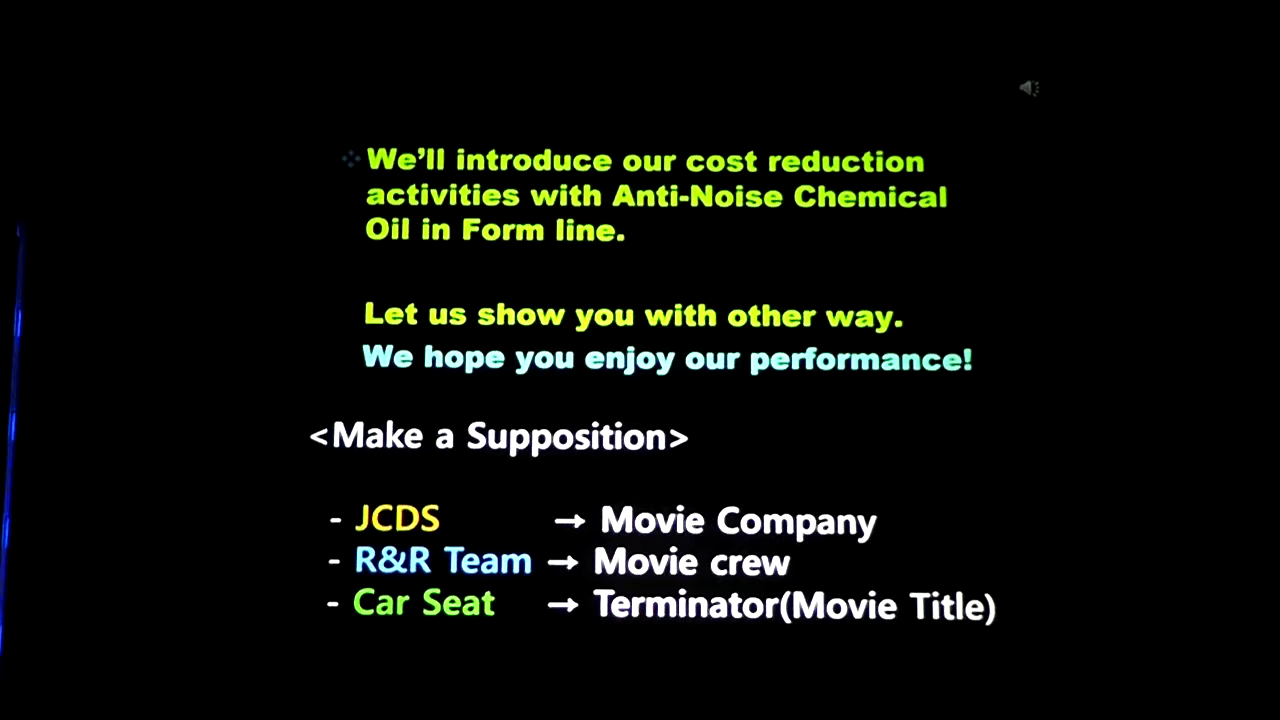 We'll introduce our cost reduction
activities with Anti-Noise Chemical
Oil in Form line.
Let us show you with other way.
We hope you enjoy our performance!
<Make a Supposition>
- JCDS → Movie Company
- R&R Team → Movie crew
- Car Seat → Terminator(Movie Title)